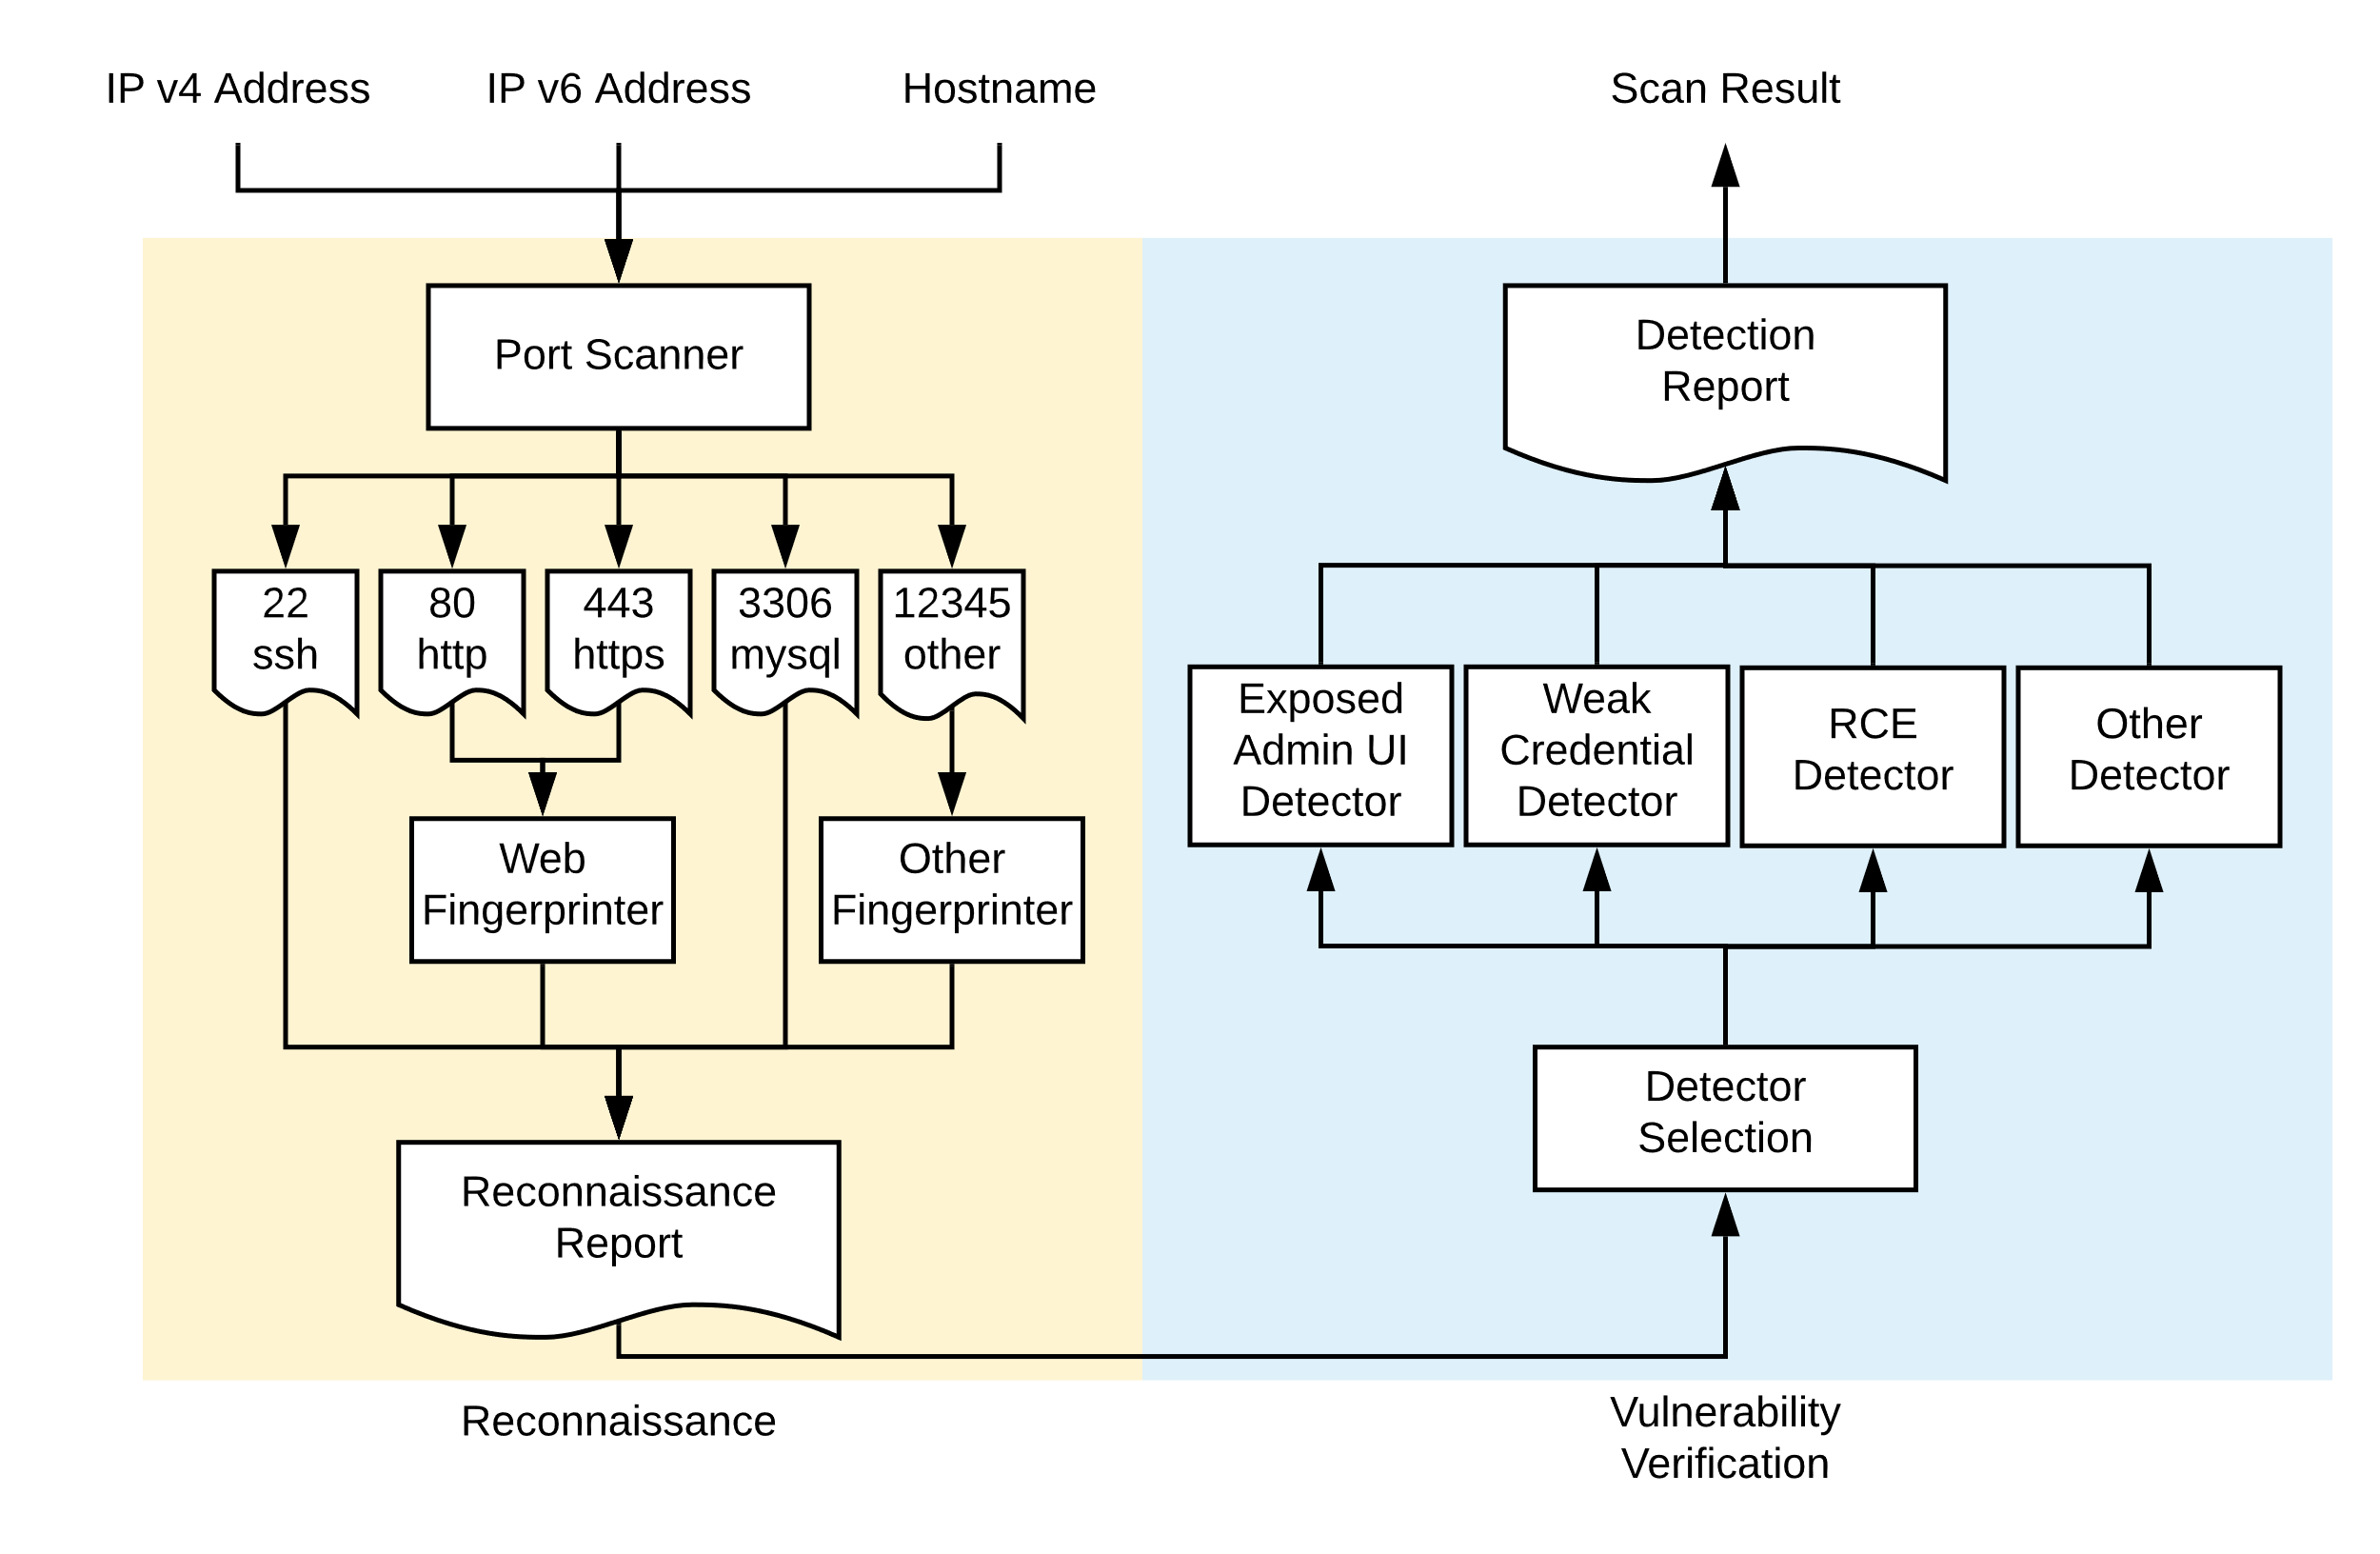 IP v4 Address
IP v6 Address
Hostname
Scan Result
Port Scanner
22
ssh
80
http
443
https
3306
mysql
12345
other
Web
Fingerprinter
Other
Fingerprinter
Reconnaissance
Report
Reconnaissance
Detection
Report
Exposed
Admin UI
Detector
Weak
Credential
Detector
RCE
Detector
Other
Detector
Detector
Selection
Vulnerability
Verification